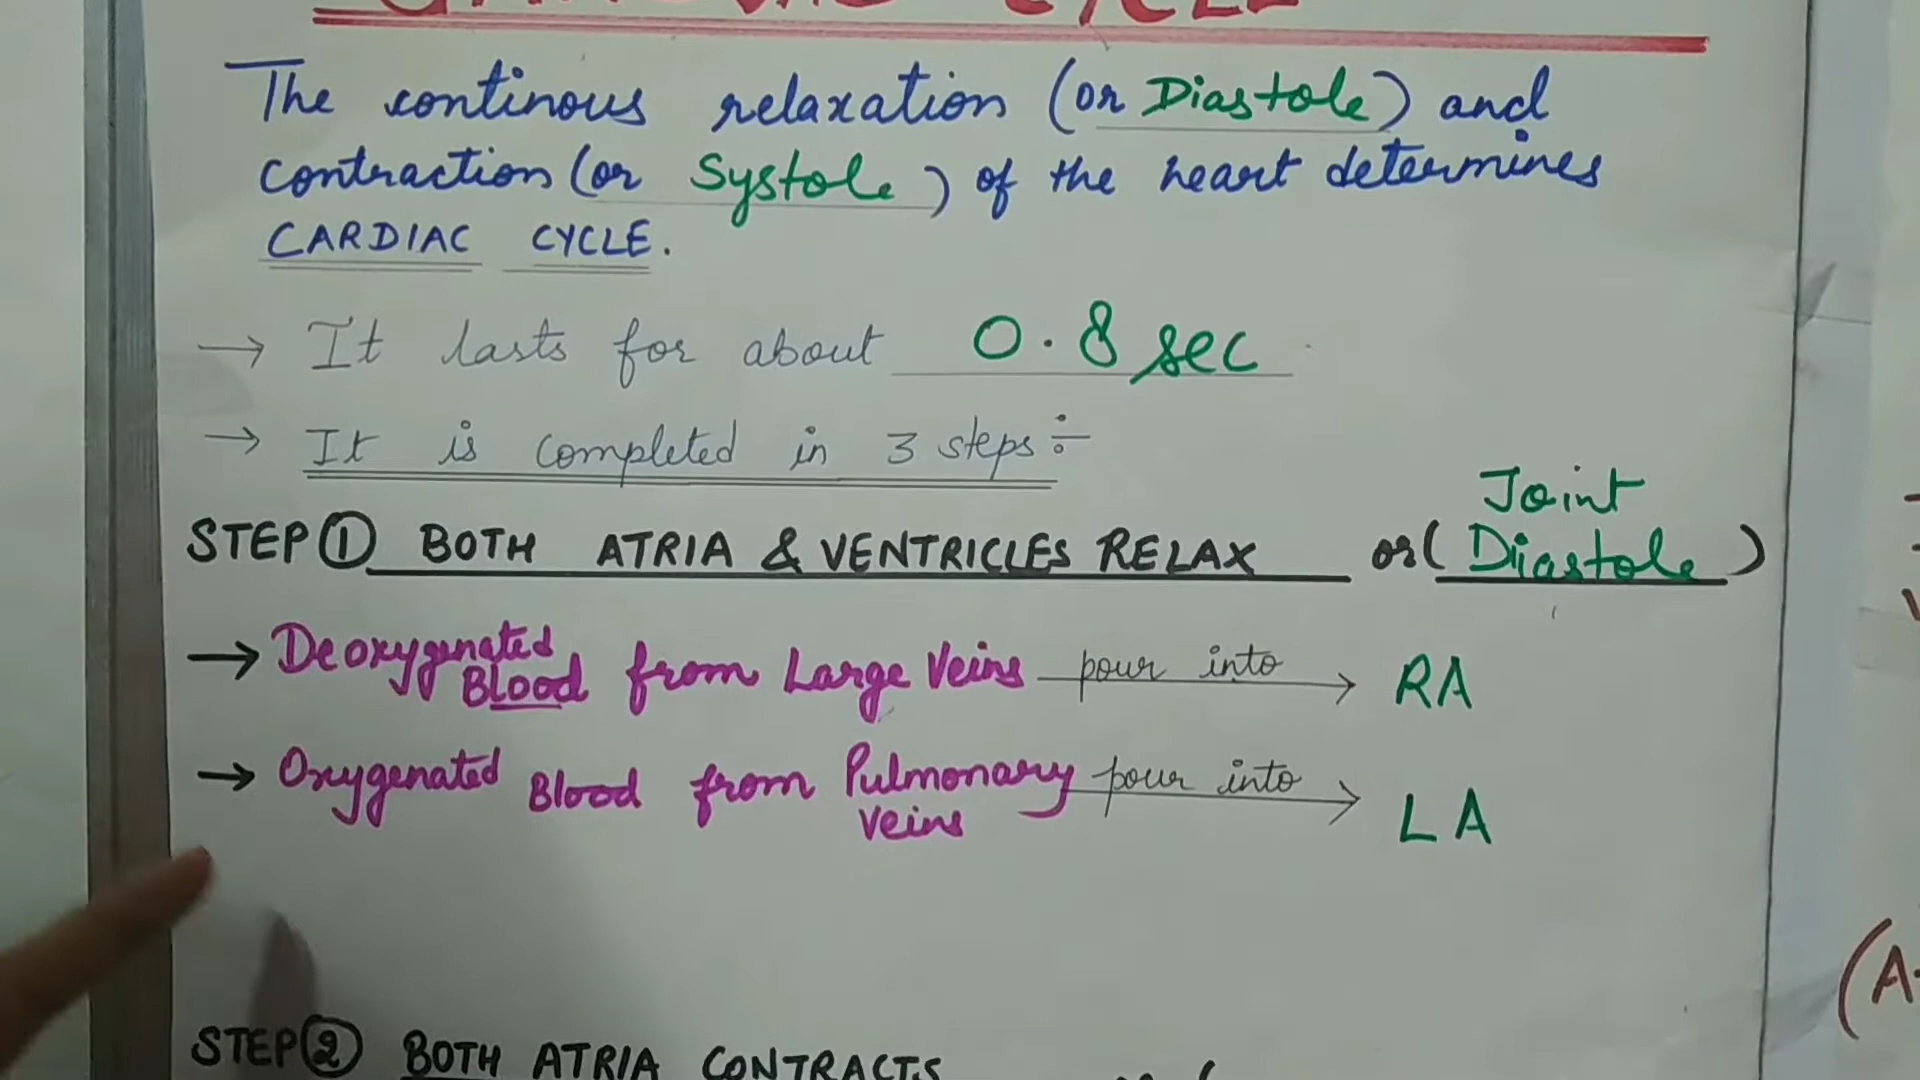 CYCLE
The continous relaxation (or Diastole) and
contraction (or Systole) of the heart determines
CARDIAC CYCLE.
→ It lasts for about 0.8 sec
→ It is completed in 3 steps ÷
STEP ① BOTH ATRIA & VENTRICLES RELAX or (Joint Diastole)
→ Deoxygenated Blood from Large Veins pour into → RA
→ Oxygenated Blood from Pulmonary Veins pour into → LA
STEP ② BOTH ATRIA CONTRACTS
(A